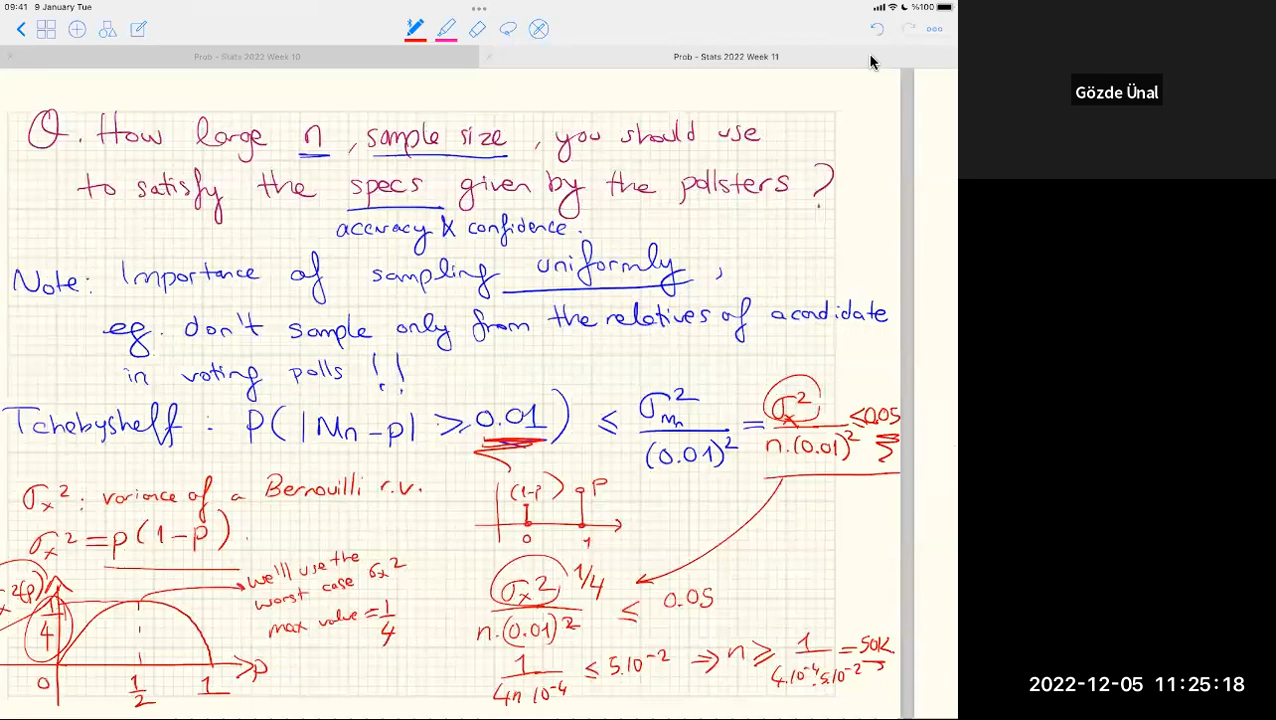 09:41 9 January Tue
%100
Prob - Stats 2022 Week 10
Prob - Stats 2022 Week 11
Gözde Ünal
Q. How large n, sample size, you should use
to satisfy the specs given by the pollsters?
accuracy & confidence.
Note: Importance of sampling uniformly,
eg. don't sample only from the relatives of a candidate
in voting polls !!
Tchebysheff : P(|Mn-p| ≥ 0.01) ≤ σ_Mn² / (0.01)² = σx² / n.(0.01)² ≤ 0.05
σx² : variance of a Bernouilli r.v.
σx² = p(1-p)
(1-p) p
0 1
we'll use the
worst case σx²
max value = 1/4
x²(p)
1/4
0 1/2 1 p
σx² 1/4 / n.(0.01)² ≤ 0.05
1 / 4n 10⁻⁴ ≤ 5.10⁻² ⇒ n ≥ 1 / 4.10⁻⁴.5.10⁻² = 50K
2022-12-05 11:25:18